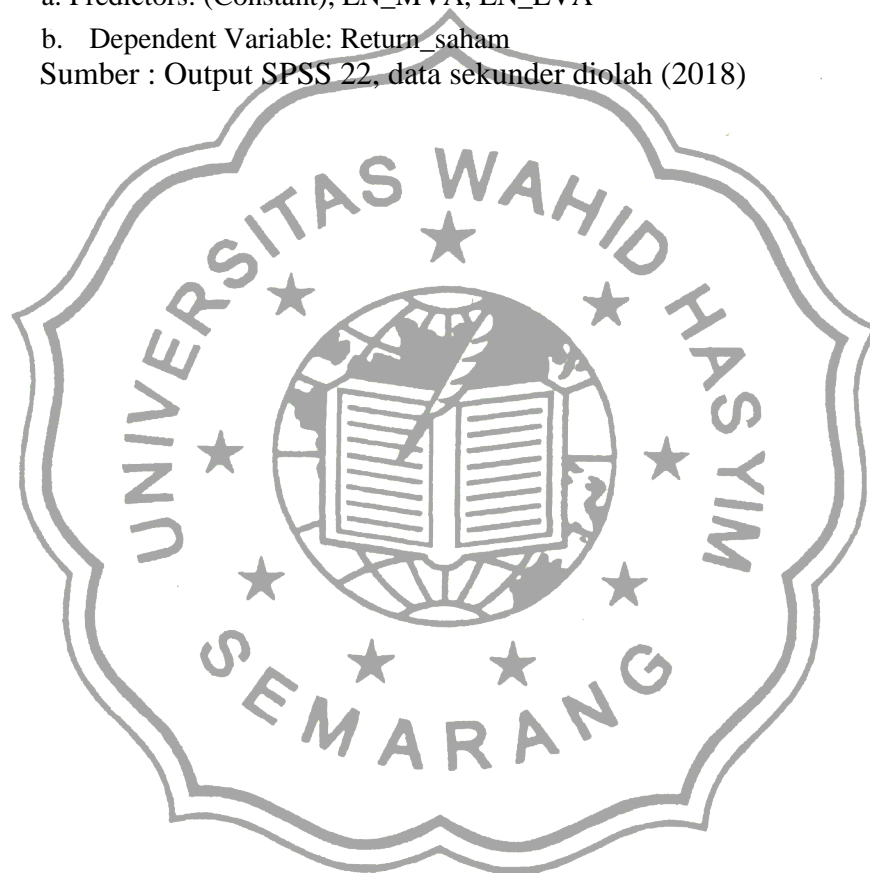 a. Predictors: (Constant), LN_MVA, LN_EVA
b. Dependent Variable: Return_saham
Sumber : Output SPSS 22, data sekunder diolah (2018)
UNIVERSITAS WAHID HASYIM
SEMARANG